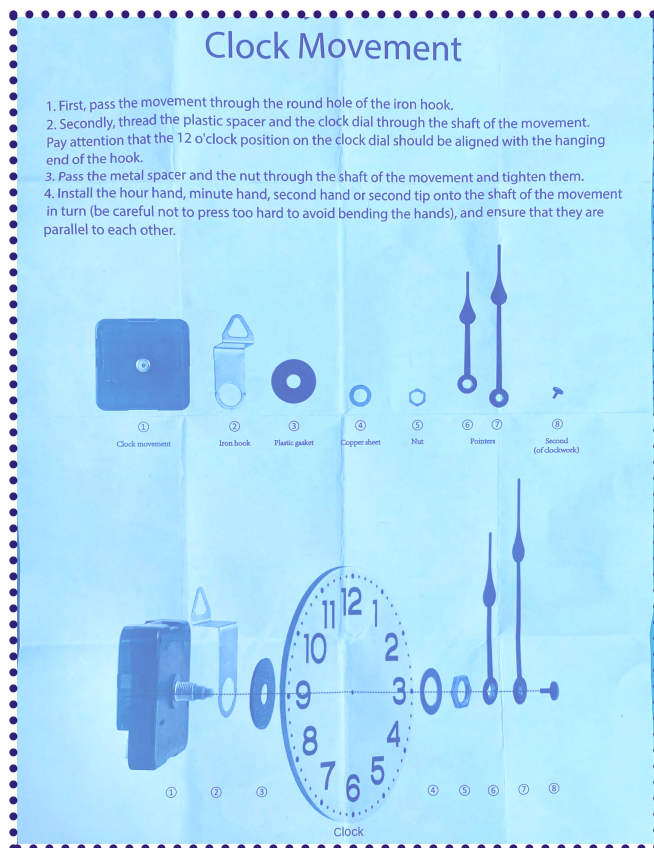 Clock Movement
1. First, pass the movement through the round hole of the iron hook.
2. Secondly, thread the plastic spacer and the clock dial through the shaft of the movement.
Pay attention that the 12 o'clock position on the clock dial should be aligned with the hanging
end of the hook.
3. Pass the metal spacer and the nut through the shaft of the movement and tighten them.
4. Install the hour hand, minute hand, second hand or second tip onto the shaft of the movement
in turn (be careful not to press too hard to avoid bending the hands), and ensure that they are
parallel to each other.
① ② ③ ④ ⑤ ⑥ ⑦ ⑧
Clock movement Iron hook Plastic gasket Copper sheet Nut Pointers Second
(of clockwork)
12
11 1
10 2
9 3
8 4
7 5
6
① ② ③ ④ ⑤ ⑥ ⑦ ⑧
Clock